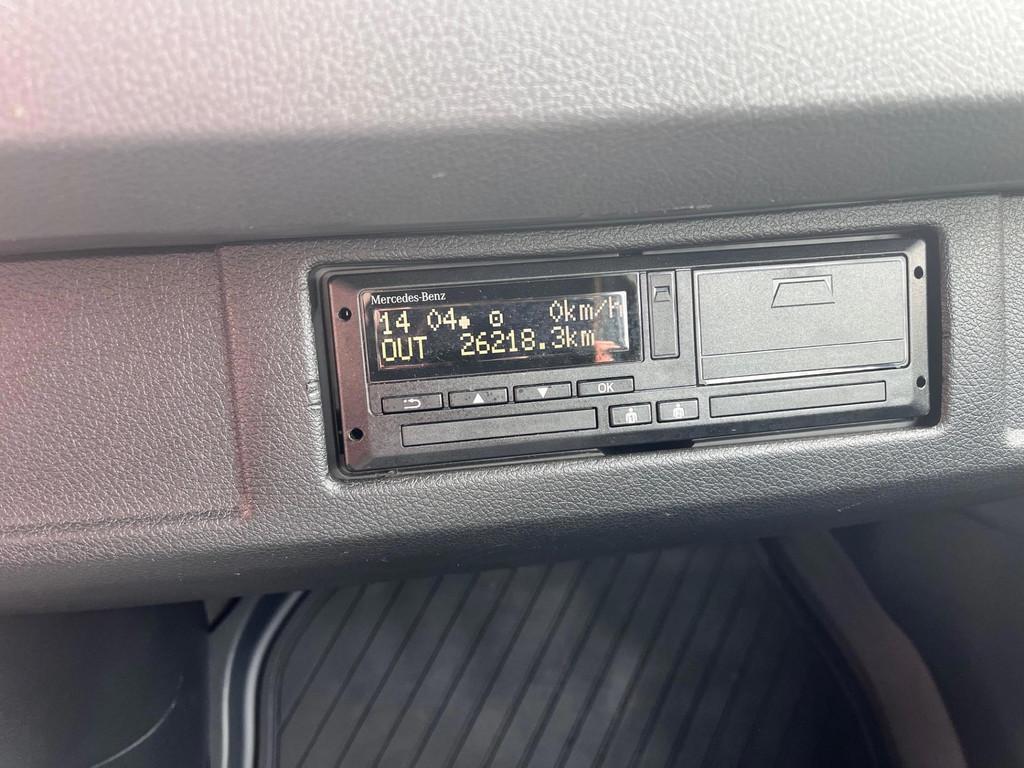 Mercedes-Benz
14 04 0km/h
OUT 26218.3km
OK